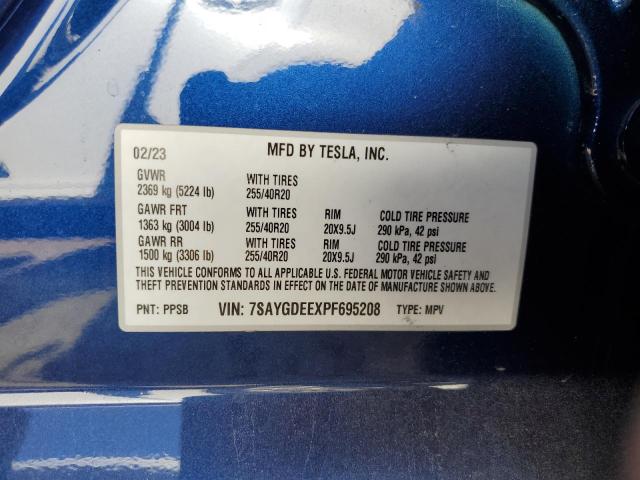 02/23 MFD BY TESLA, INC.
GVWR WITH TIRES
2369 kg (5224 lb) 255/40R20
GAWR FRT WITH TIRES RIM COLD TIRE PRESSURE
1363 kg (3004 lb) 255/40R20 20X9.5J 290 kPa, 42 psi
GAWR RR WITH TIRES RIM COLD TIRE PRESSURE
1500 kg (3306 lb) 255/40R20 20X9.5J 290 kPa, 42 psi
THIS VEHICLE CONFORMS TO ALL APPLICABLE U.S. FEDERAL MOTOR VEHICLE SAFETY AND
THEFT PREVENTION STANDARDS IN EFFECT ON THE DATE OF MANUFACTURE SHOWN ABOVE.
PNT: PPSB VIN: 7SAYGDEEXPF695208 TYPE: MPV